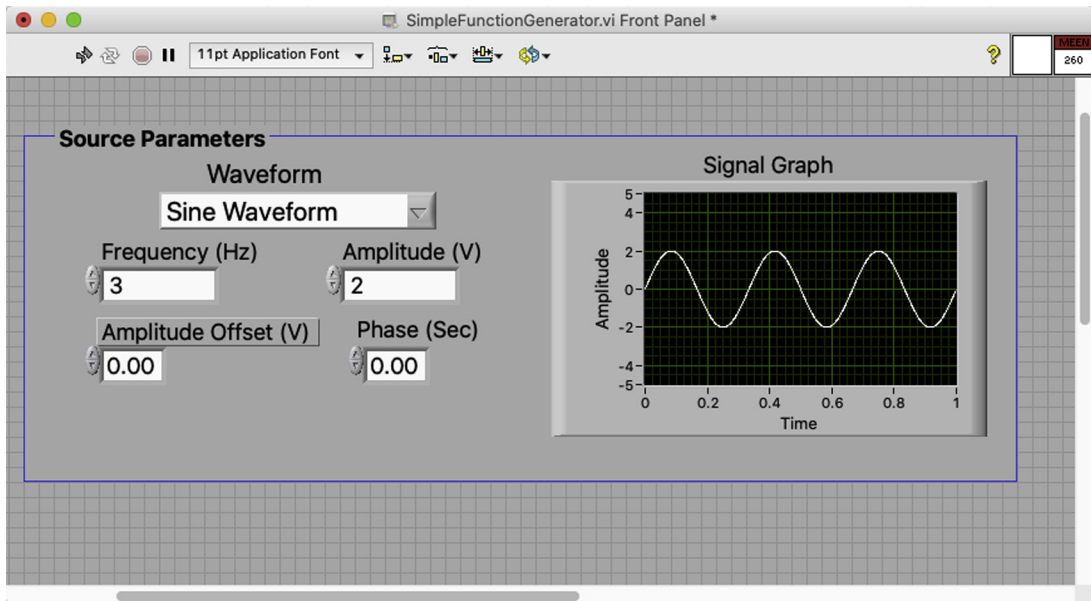 SimpleFunctionGenerator.vi Front Panel *
11pt Application Font
?
MEEN
260
Source Parameters
Waveform
Sine Waveform
Frequency (Hz)
Amplitude (V)
3
2
Amplitude Offset (V)
Phase (Sec)
0.00
0.00
Signal Graph
Amplitude
5
4
2
0
-2
-4
-5
0 0.2 0.4 0.6 0.8 1
Time